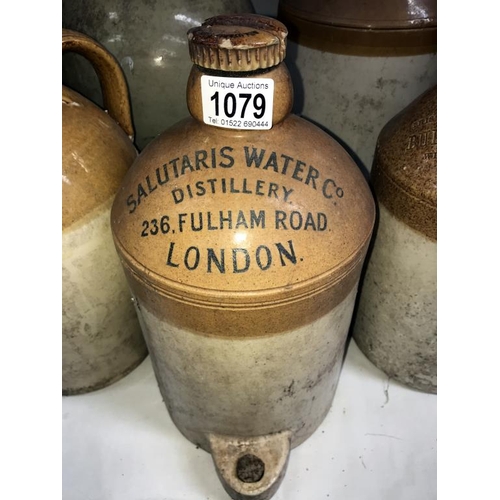 Unique Auctions
1079
Tel: 01522 690444
SALUTARIS WATER Co
DISTILLERY.
236, FULHAM ROAD.
LONDON.